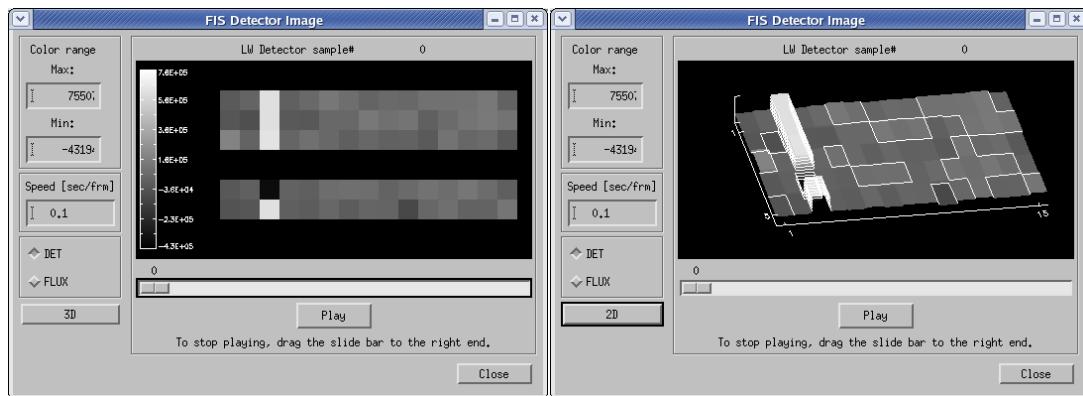 FIS Detector Image
Color range
Max:
7550
Min:
-4319
Speed [sec/frm]
0.1
DET
FLUX
3D
LW Detector sample# 0
7.6E+05
5.6E+05
3.6E+05
1.6E+05
-3.6E+04
-2.3E+05
-4.3E+05
0
Play
To stop playing, drag the slide bar to the right end.
Close
FIS Detector Image
Color range
Max:
7550
Min:
-4319
Speed [sec/frm]
0.1
DET
FLUX
2D
LW Detector sample# 0
1
5
1
15
0
Play
To stop playing, drag the slide bar to the right end.
Close